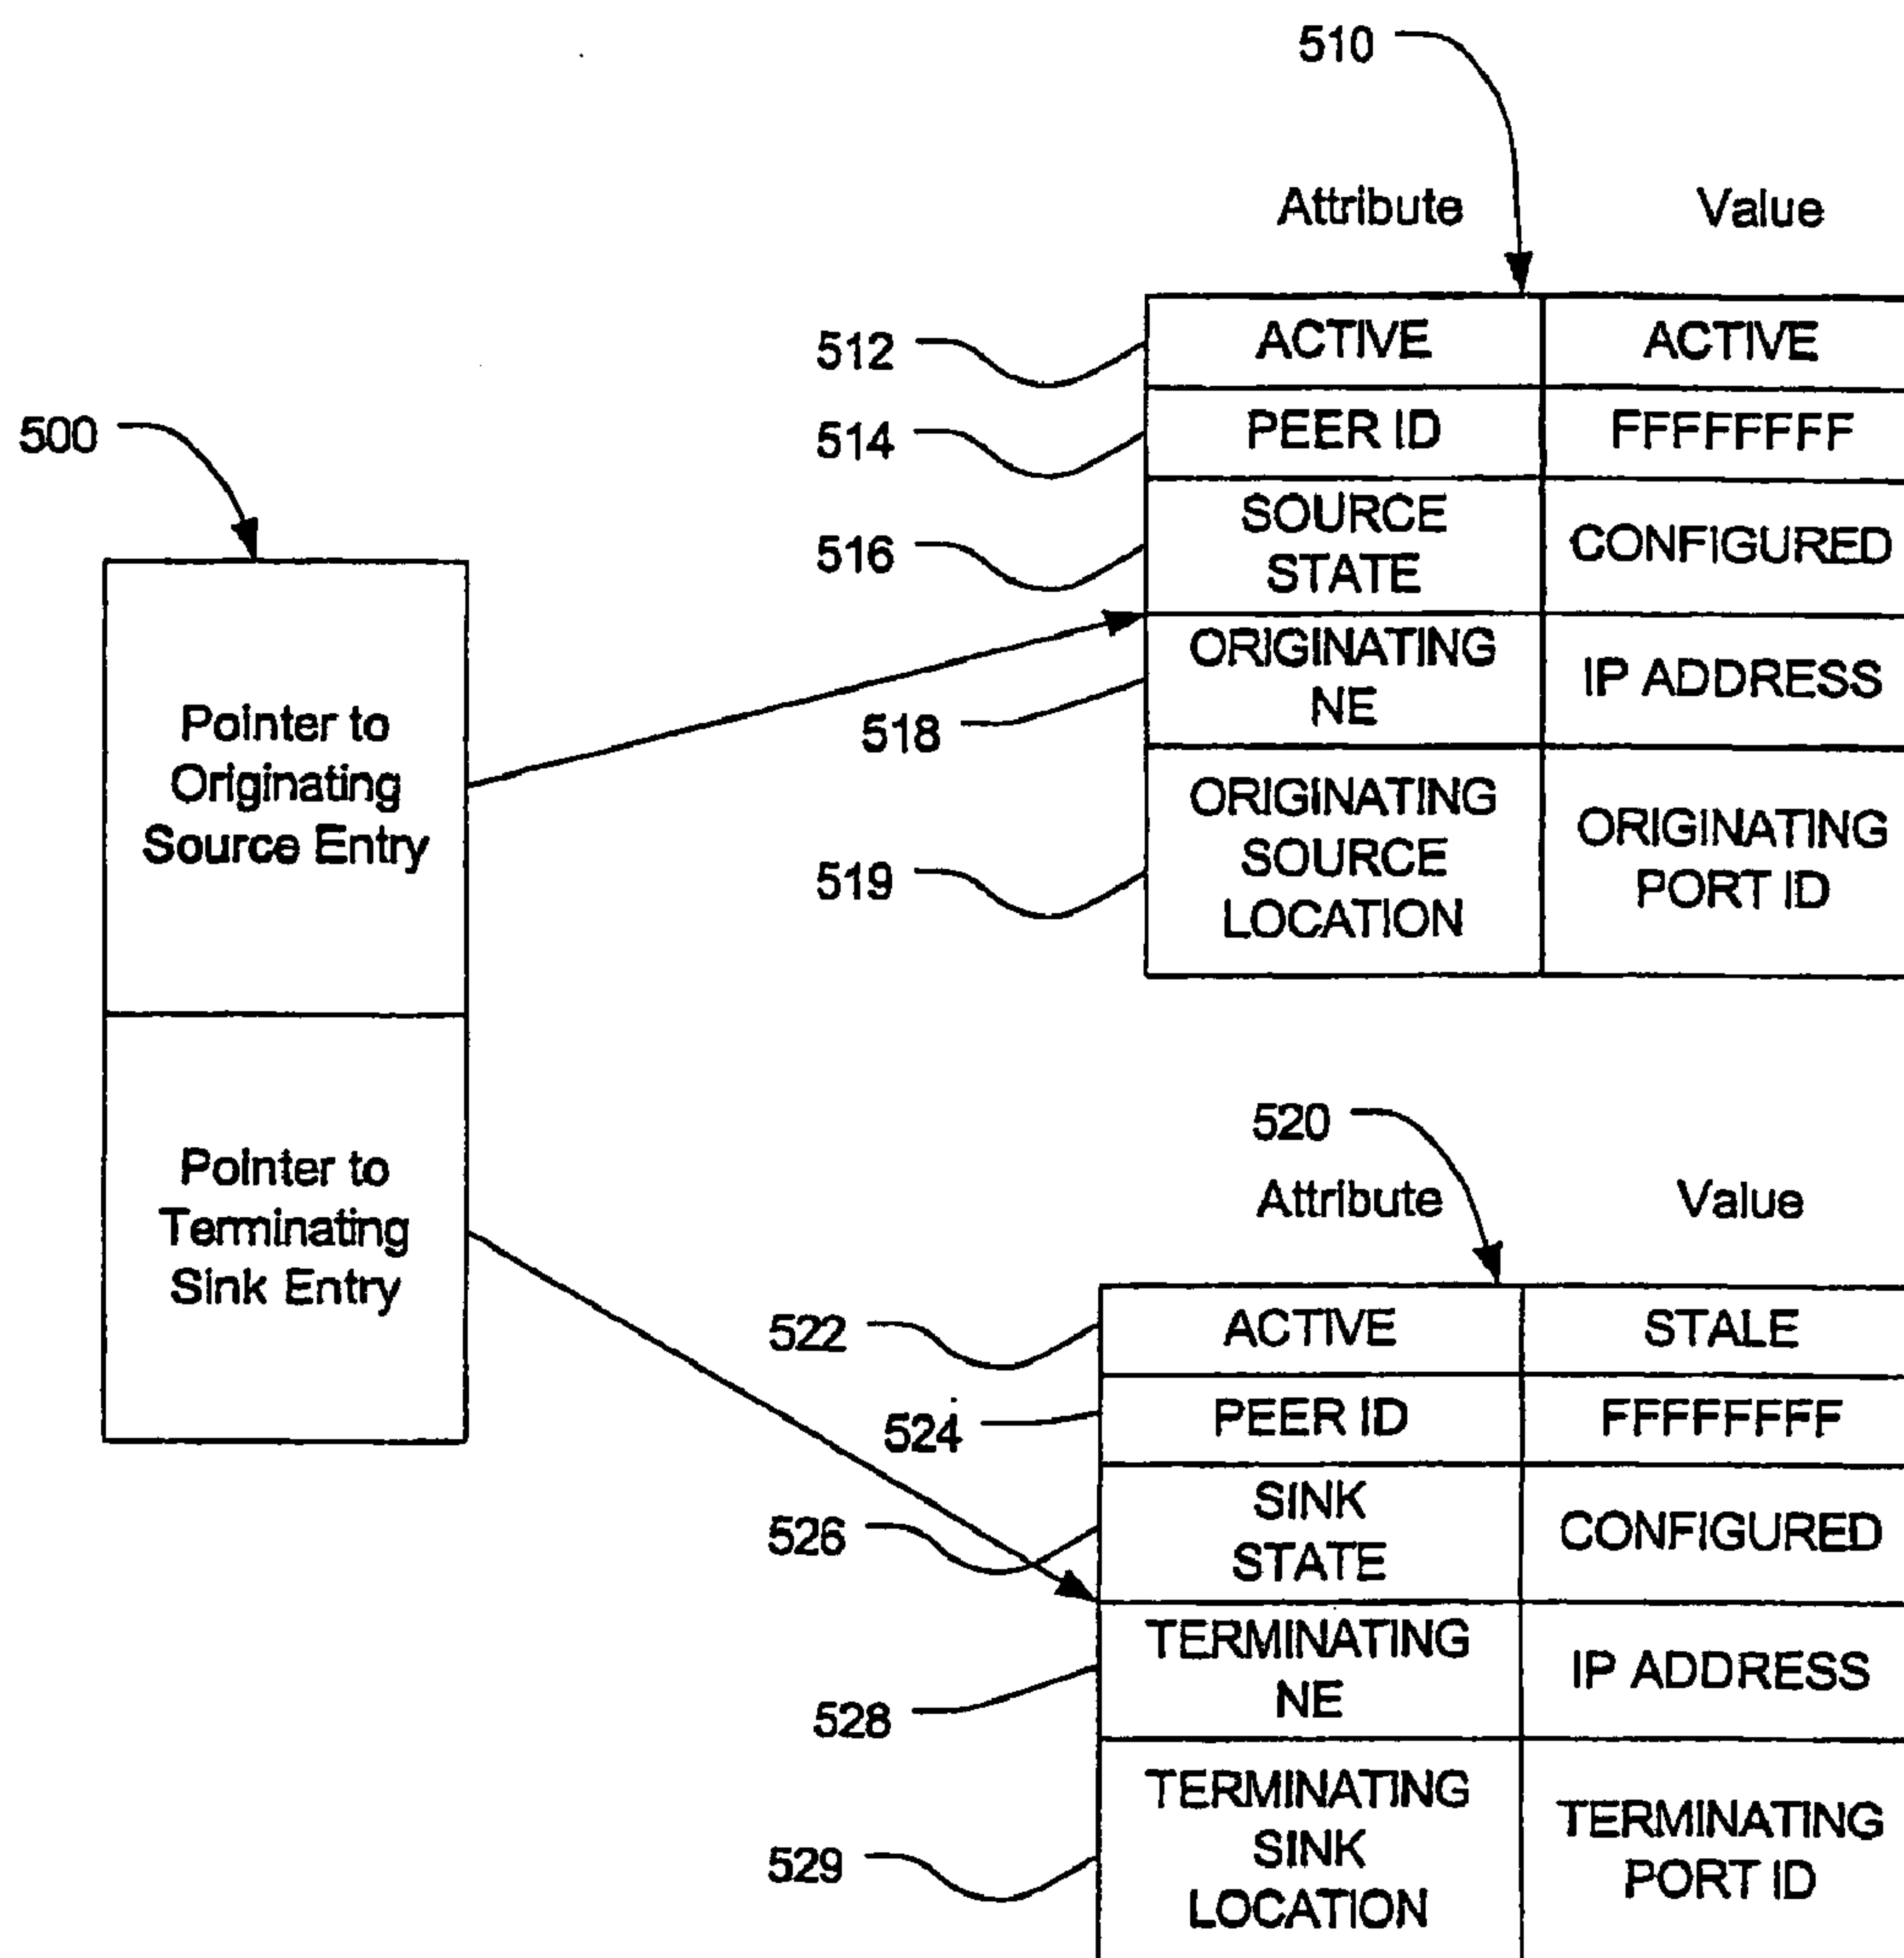 510
Attribute Value
512 ACTIVE ACTIVE
514 PEER ID FFFFFFFF
516 SOURCE
STATE CONFIGURED
518 ORIGINATING
NE IP ADDRESS
519 ORIGINATING
SOURCE
LOCATION
ORIGINATING
PORT ID
500
Pointer to
Originating
Source Entry
Pointer to
Terminating
Sink Entry
520
Attribute Value
522 ACTIVE STALE
524 PEER ID FFFFFFFF
526 SINK
STATE CONFIGURED
528 TERMINATING
NE IP ADDRESS
529 TERMINATING
SINK
LOCATION
TERMINATING
PORT ID